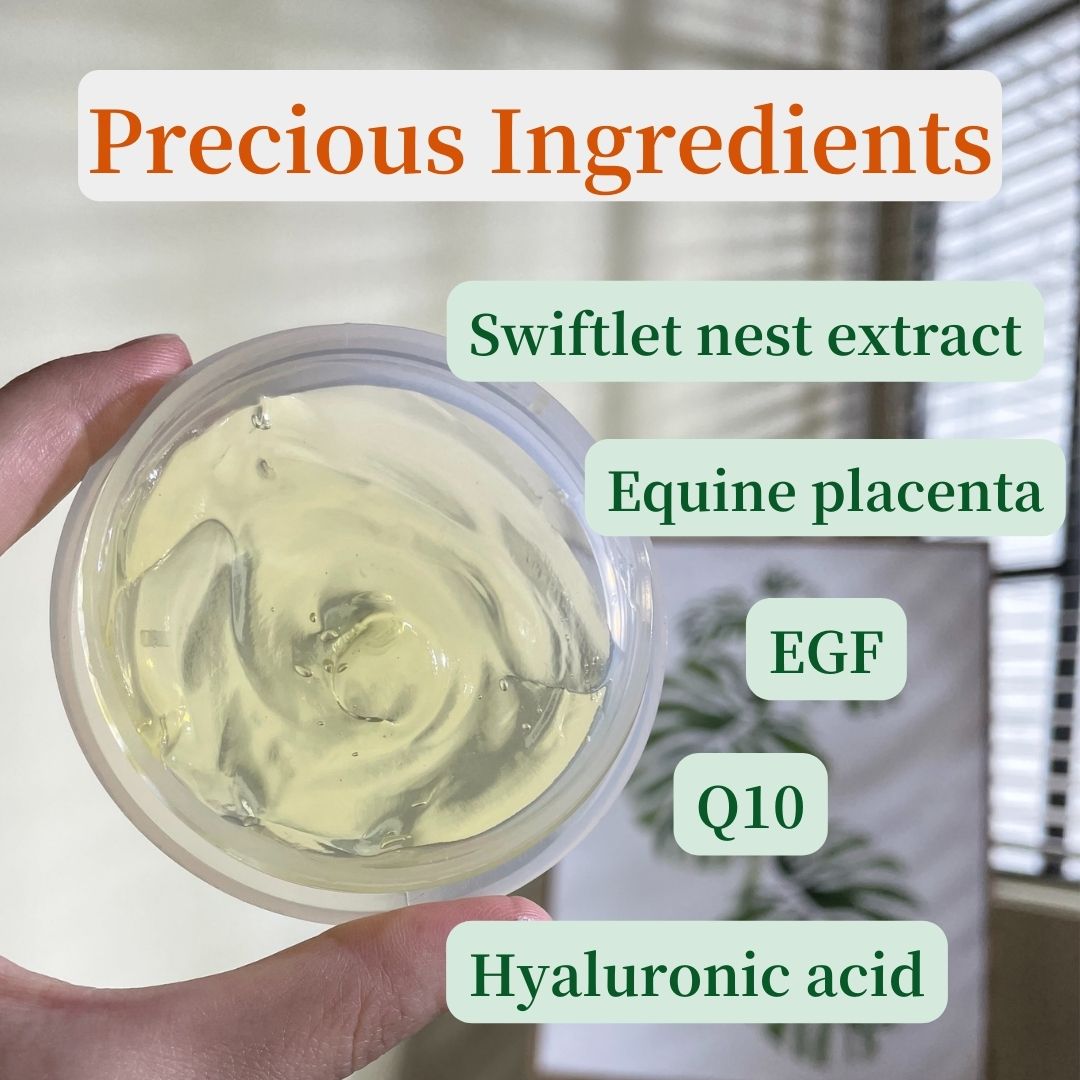 Precious Ingredients
Swiftlet nest extract
Equine placenta
EGF
Q10
Hyaluronic acid